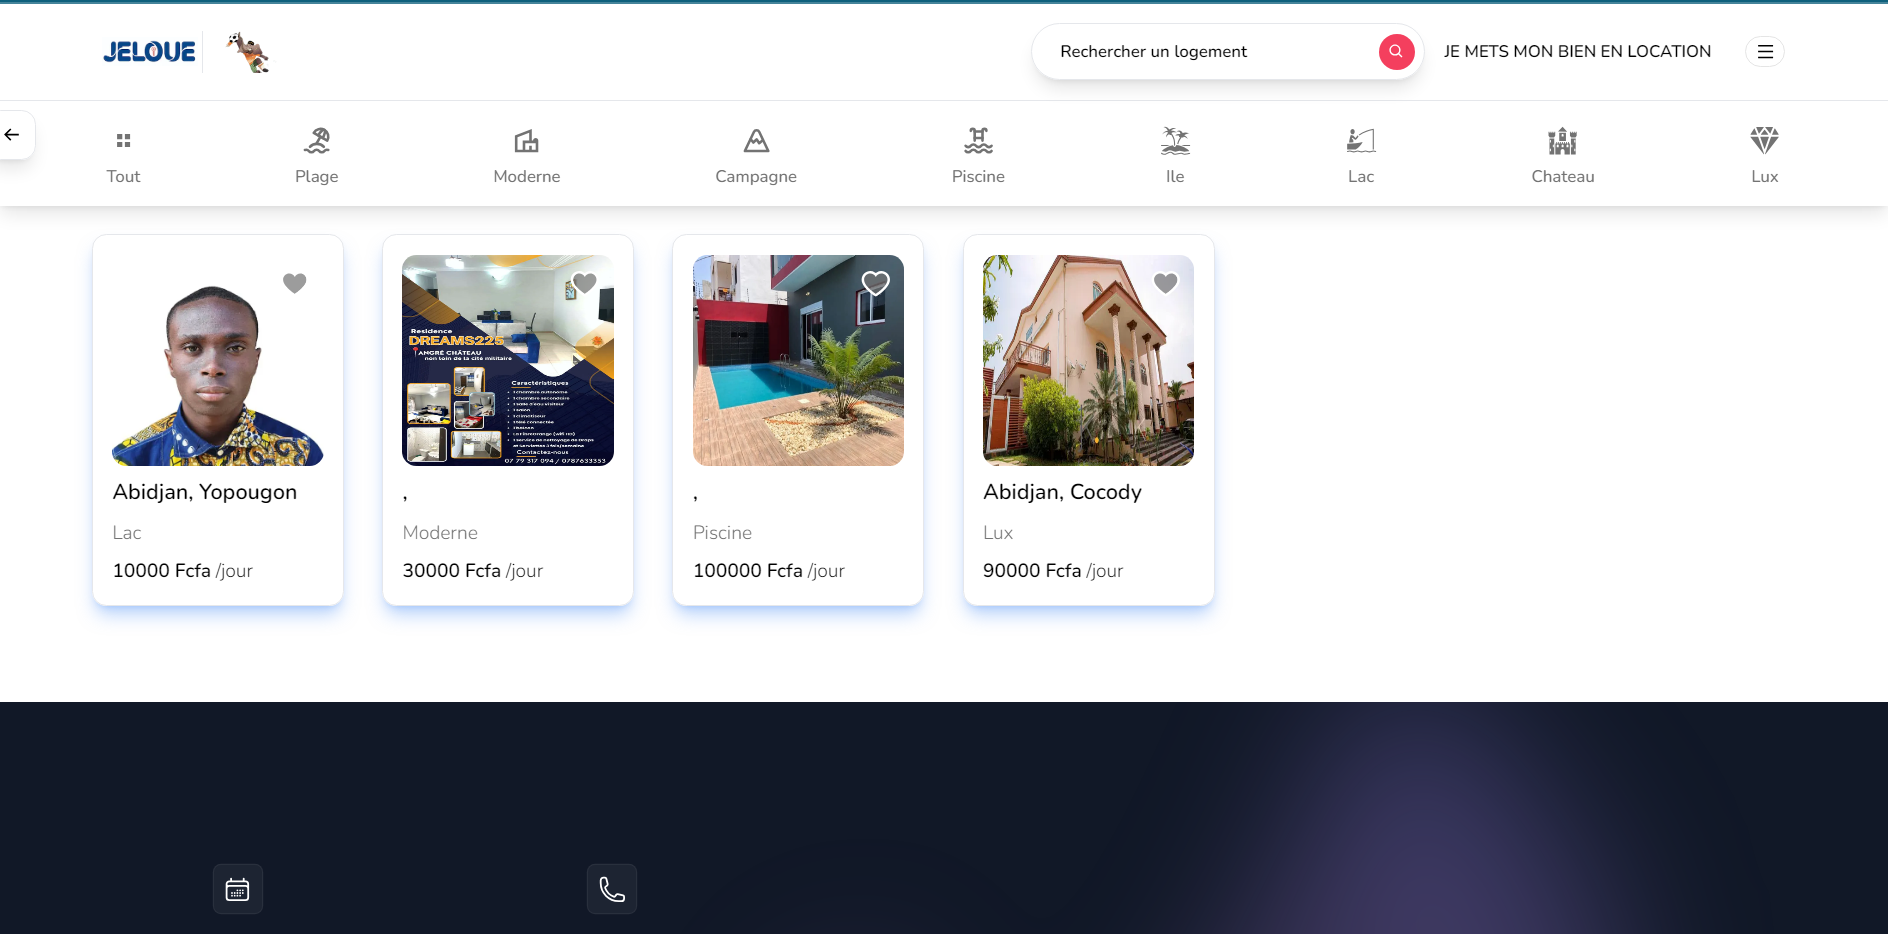 JELOUE
Rechercher un logement
JE METS MON BIEN EN LOCATION
Tout
Plage
Moderne
Campagne
Piscine
Ile
Lac
Chateau
Lux
Residence
DREAMS225
ANGRÉ CHÂTEAU
non loin de la cité militaire
Caractéristiques
Contactez-nous
07 79 317 094 / 0787633353
Abidjan, Yopougon
Lac
10000 Fcfa /jour
,
Moderne
30000 Fcfa /jour
,
Piscine
100000 Fcfa /jour
Abidjan, Cocody
Lux
90000 Fcfa /jour